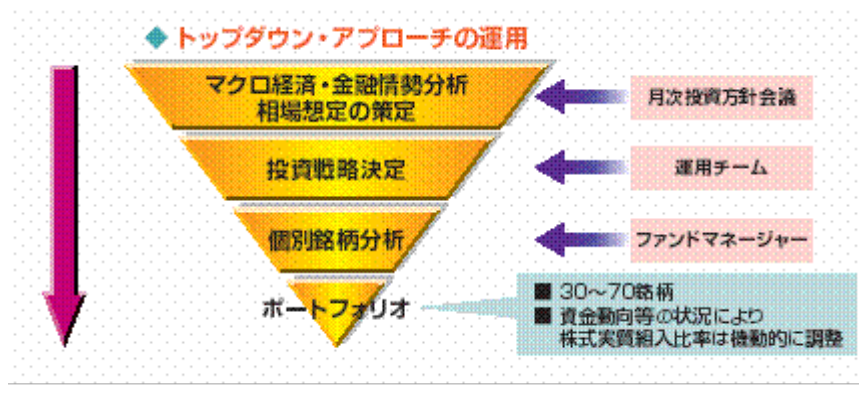 ◆ トップダウン・アプローチの運用
マクロ経済・金融情勢分析
相場想定の策定
月次投資方針会議
投資戦略決定
運用チーム
個別銘柄分析
ファンドマネージャー
ポートフォリオ
■ 30〜70銘柄
■ 資金動向等の状況により
株式実質組入比率は機動的に調整